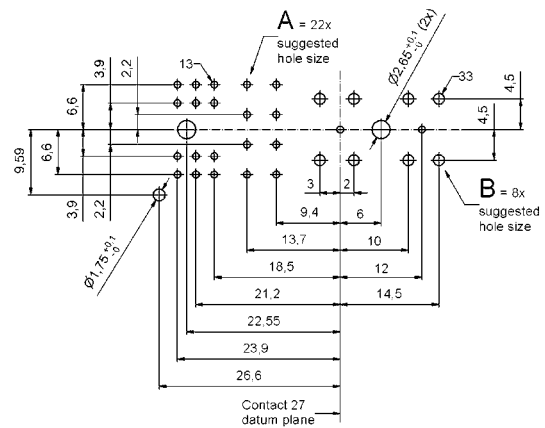 A = 22x
suggested
hole size
Ø2,65 +0,1 -0 (2x)
13
33
3,9
2,2
6,6
4,5
4,5
9,59
6,6
3,9
2,2
3
2
B = 8x
suggested
hole size
9,4
6
13,7
10
Ø1,75 +0,1 -0
18,5
12
21,2
14,5
22,55
23,9
26,6
Contact 27
datum plane